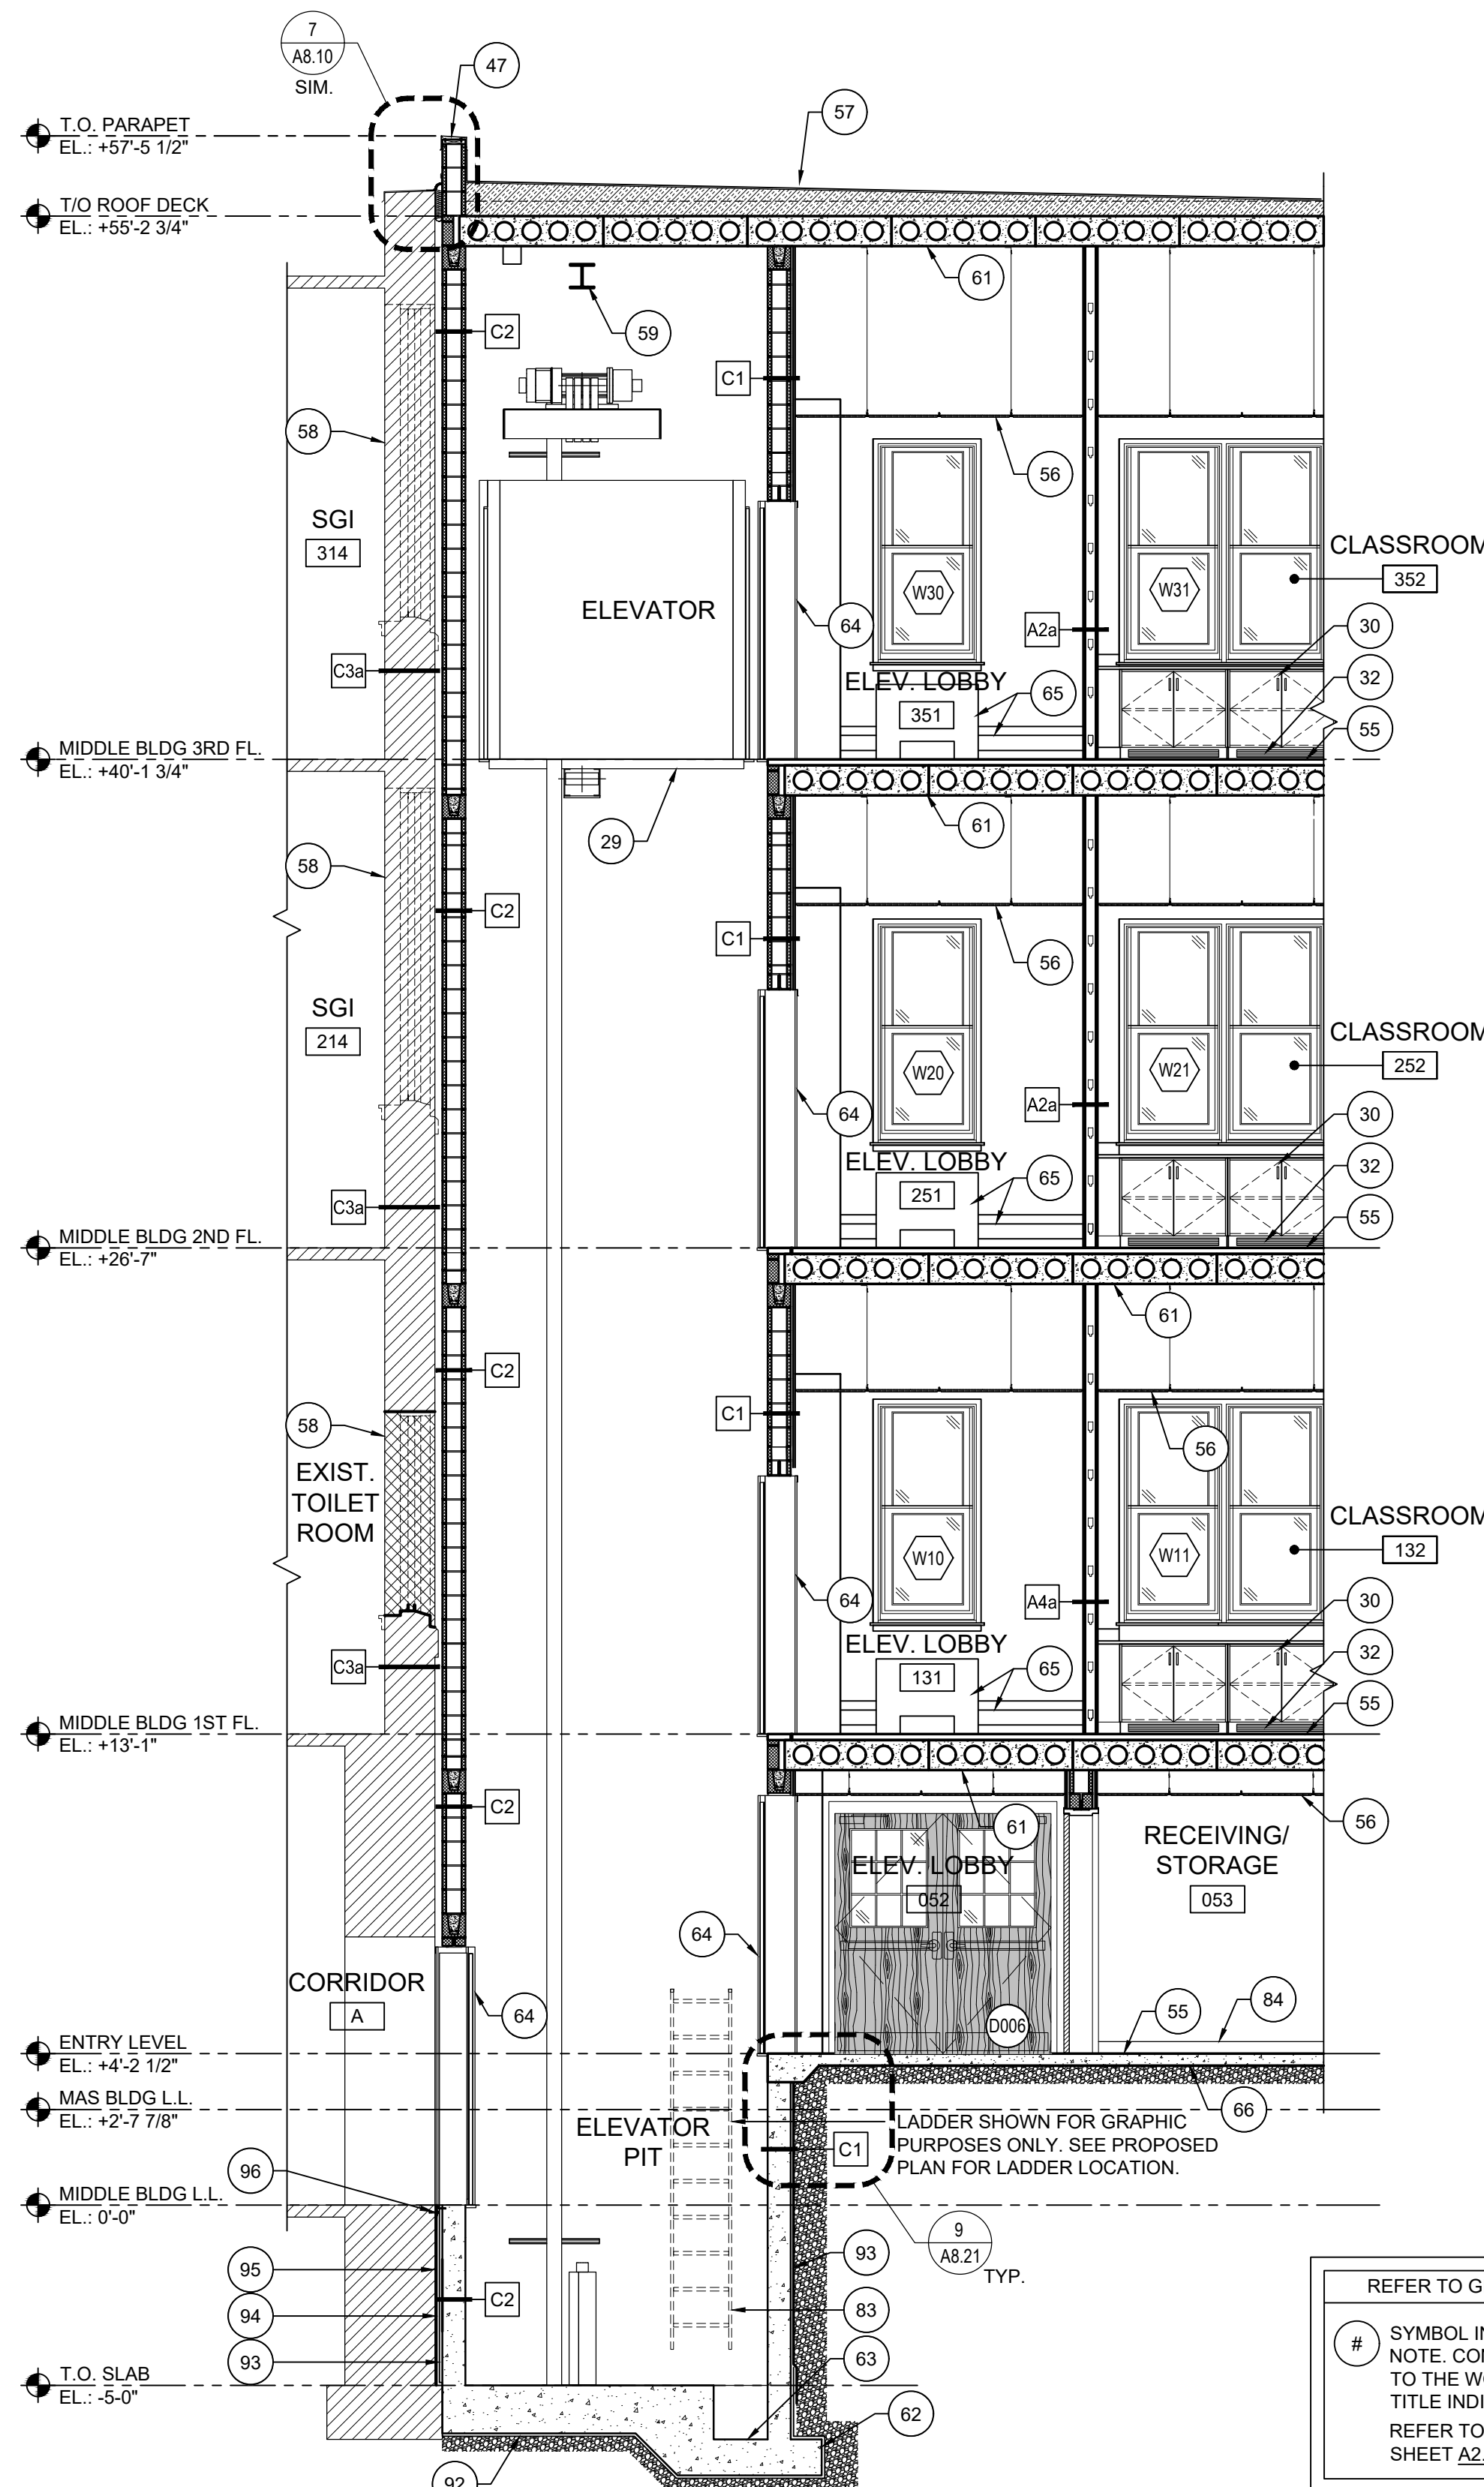 7
A8.10
SIM.
47
57
T.O. PARAPET
EL.: +57'-5 1/2"
T/O ROOF DECK
EL.: +55'-2 3/4"
61
59
C2
C1
58
56
SGI
314
CLASSROOM
352
W30
W31
ELEVATOR
64
A2a
30
C3a
32
ELEV. LOBBY
351
65
55
MIDDLE BLDG 3RD FL.
EL.: +40'-1 3/4"
61
29
58
C2
C1
56
SGI
214
CLASSROOM
252
W20
W21
64
A2a
30
ELEV. LOBBY
251
65
32
C3a
55
MIDDLE BLDG 2ND FL.
EL.: +26'-7"
61
C2
C1
58
56
EXIST.
TOILET
ROOM
CLASSROOM
132
W10
W11
64
A4a
30
ELEV. LOBBY
131
65
32
C3a
55
MIDDLE BLDG 1ST FL.
EL.: +13'-1"
C2
61
56
RECEIVING/
STORAGE
053
ELEV. LOBBY
052
64
CORRIDOR
A
64
55
84
D006
ENTRY LEVEL
EL.: +4'-2 1/2"
MAS BLDG L.L.
EL.: +2'-7 7/8"
66
ELEVATOR
PIT
C1
LADDER SHOWN FOR GRAPHIC
PURPOSES ONLY. SEE PROPOSED
PLAN FOR LADDER LOCATION.
96
MIDDLE BLDG L.L.
EL.: 0'-0"
9
A8.21
TYP.
93
95
C2
94
83
93
63
T.O. SLAB
EL.: -5-0"
62
92
REFER TO G
#
SYMBOL IN
NOTE. CO
TO THE W
TITLE INDI
REFER TO
SHEET A2.